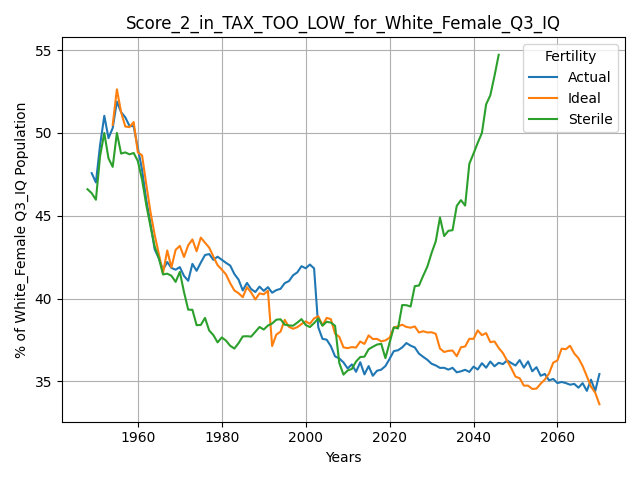 Score_2_in_TAX_TOO_LOW_for_White_Female_Q3_IQ
% of White_Female Q3_IQ Population
55
50
45
40
35
Fertility
Actual
Ideal
Sterile
1960
1980
2000
2020
2040
2060
Years